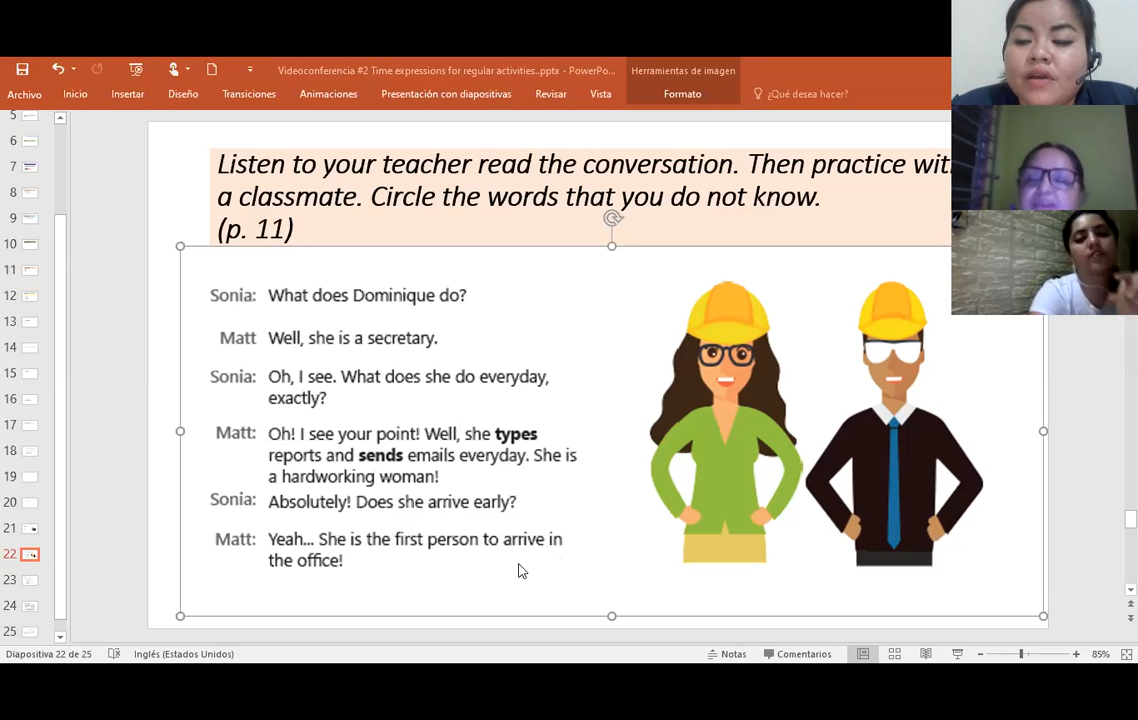 Videoconferencia #2 Time expressions for regular activities..pptx - PowerPo...
Herramientas de imagen
Archivo
Inicio
Insertar
Diseño
Transiciones
Animaciones
Presentación con diapositivas
Revisar
Vista
Formato
¿Qué desea hacer?
5
6
7
8
9
10
11
12
13
14
15
16
17
18
19
20
21
22
23
24
25
Listen to your teacher read the conversation. Then practice wit
a classmate. Circle the words that you do not know.
(p. 11)
Sonia: What does Dominique do?
Matt Well, she is a secretary.
Sonia: Oh, I see. What does she do everyday,
exactly?
Matt: Oh! I see your point! Well, she types
reports and sends emails everyday. She is
a hardworking woman!
Sonia: Absolutely! Does she arrive early?
Matt: Yeah... She is the first person to arrive in
the office!
Diapositiva 22 de 25
Inglés (Estados Unidos)
Notas
Comentarios
85%